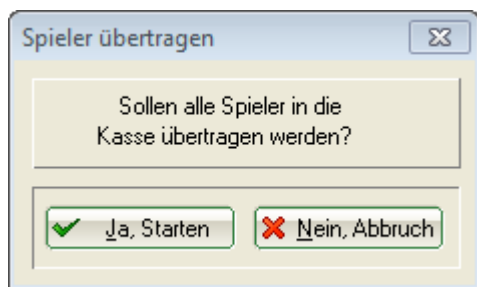 Spieler übertragen
Sollen alle Spieler in die
Kasse übertragen werden?
Ja, Starten
Nein, Abbruch